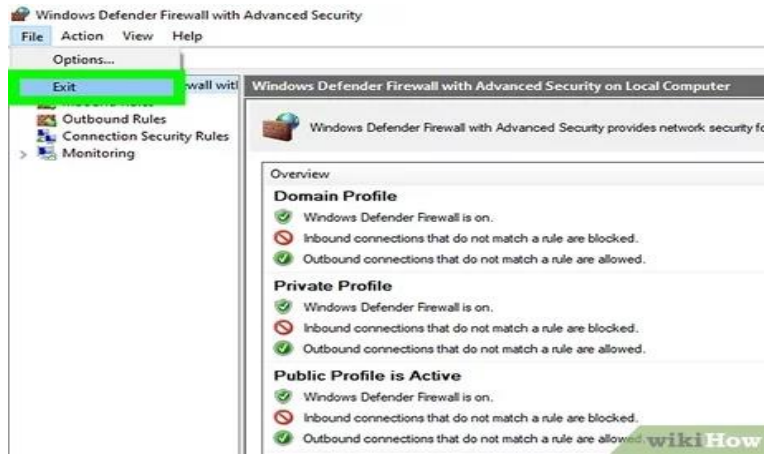 Windows Defender Firewall with Advanced Security
File Action View Help
Options...
Exit
wall with
Windows Defender Firewall with Advanced Security on Local Computer
Outbound Rules
Connection Security Rules
Monitoring
Windows Defender Firewall with Advanced Security provides network security fo
Overview
Domain Profile
Windows Defender Firewall is on.
Inbound connections that do not match a rule are blocked.
Outbound connections that do not match a rule are allowed.
Private Profile
Windows Defender Firewall is on.
Inbound connections that do not match a rule are blocked.
Outbound connections that do not match a rule are allowed.
Public Profile is Active
Windows Defender Firewall is on.
Inbound connections that do not match a rule are blocked.
Outbound connections that do not match a rule are allowed.
wikiHow